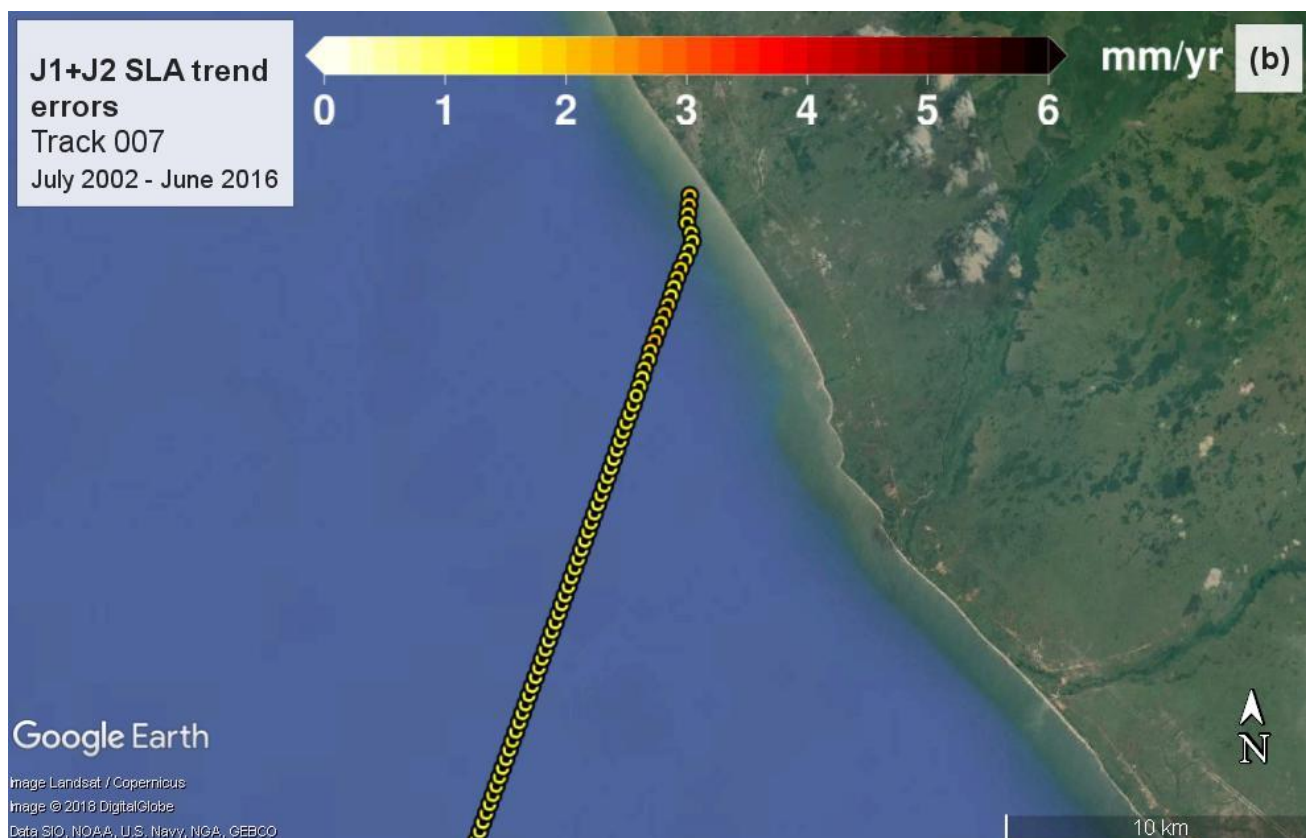 J1+J2 SLA trend
errors
Track 007
July 2002 - June 2016
0 1 2 3 4 5 6
mm/yr
(b)
Google Earth
Image Landsat / Copernicus
Image © 2018 DigitalGlobe
Data SIO, NOAA, U.S. Navy, NGA, GEBCO
N
10 km